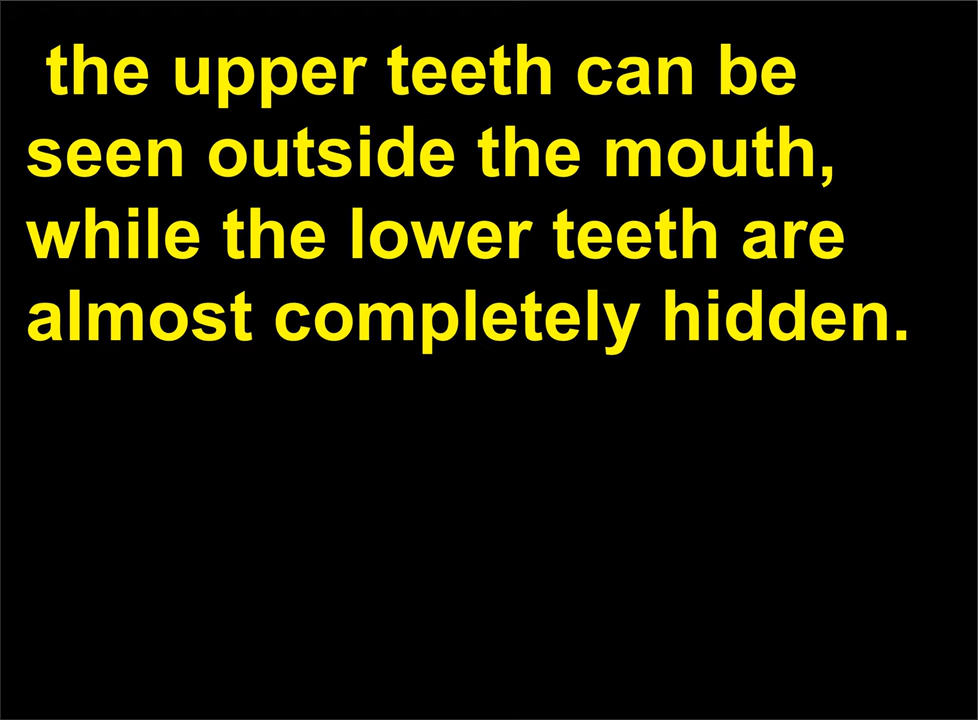 the upper teeth can be
seen outside the mouth,
while the lower teeth are
almost completely hidden.